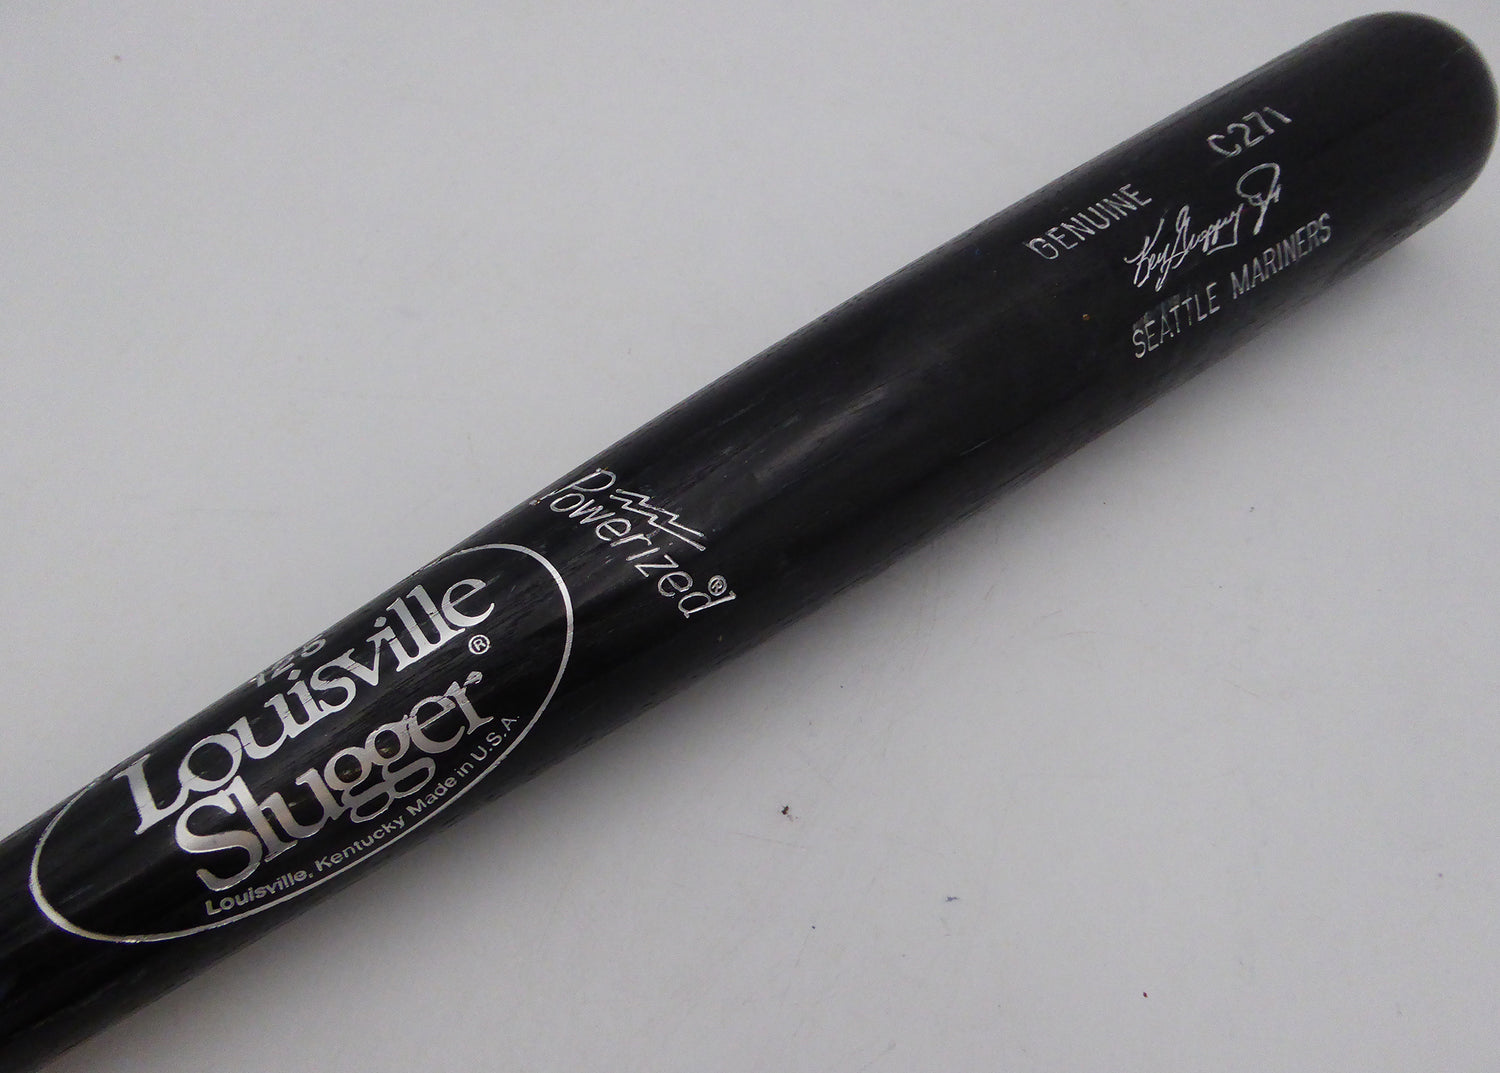 125
Louisville
Slugger®
Louisville, Kentucky Made in U.S.A.
Powerized®
GENUINE C271
Ken Griffey Jr
SEATTLE MARINERS